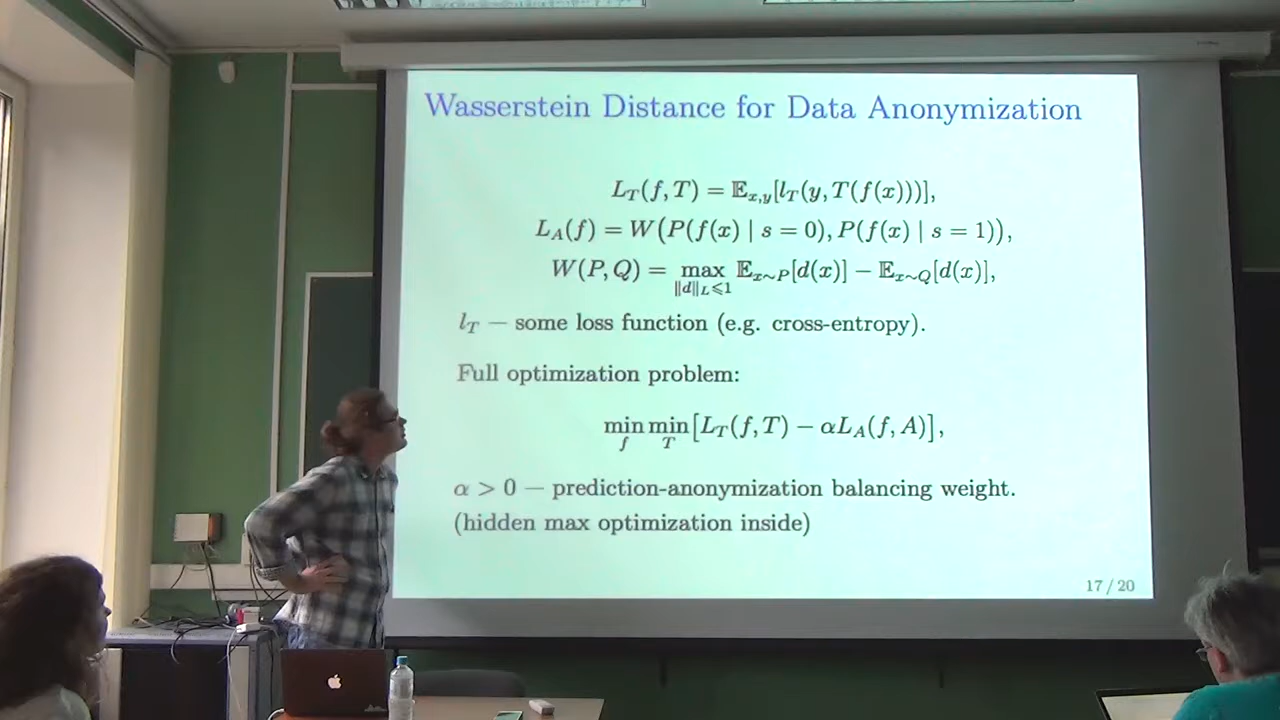 Wasserstein Distance for Data Anonymization
L_T(f, T) = 𝔼_{x,y}[l_T(y, T(f(x)))],
L_A(f) = W(P(f(x) | s = 0), P(f(x) | s = 1)),
W(P, Q) = max_{‖d‖_L⩽1} 𝔼_{x∼P}[d(x)] − 𝔼_{x∼Q}[d(x)],
l_T — some loss function (e.g. cross-entropy).
Full optimization problem:
min_f min_T [L_T(f, T) − αL_A(f, A)],
α > 0 — prediction-anonymization balancing weight.
(hidden max optimization inside)
17 / 20